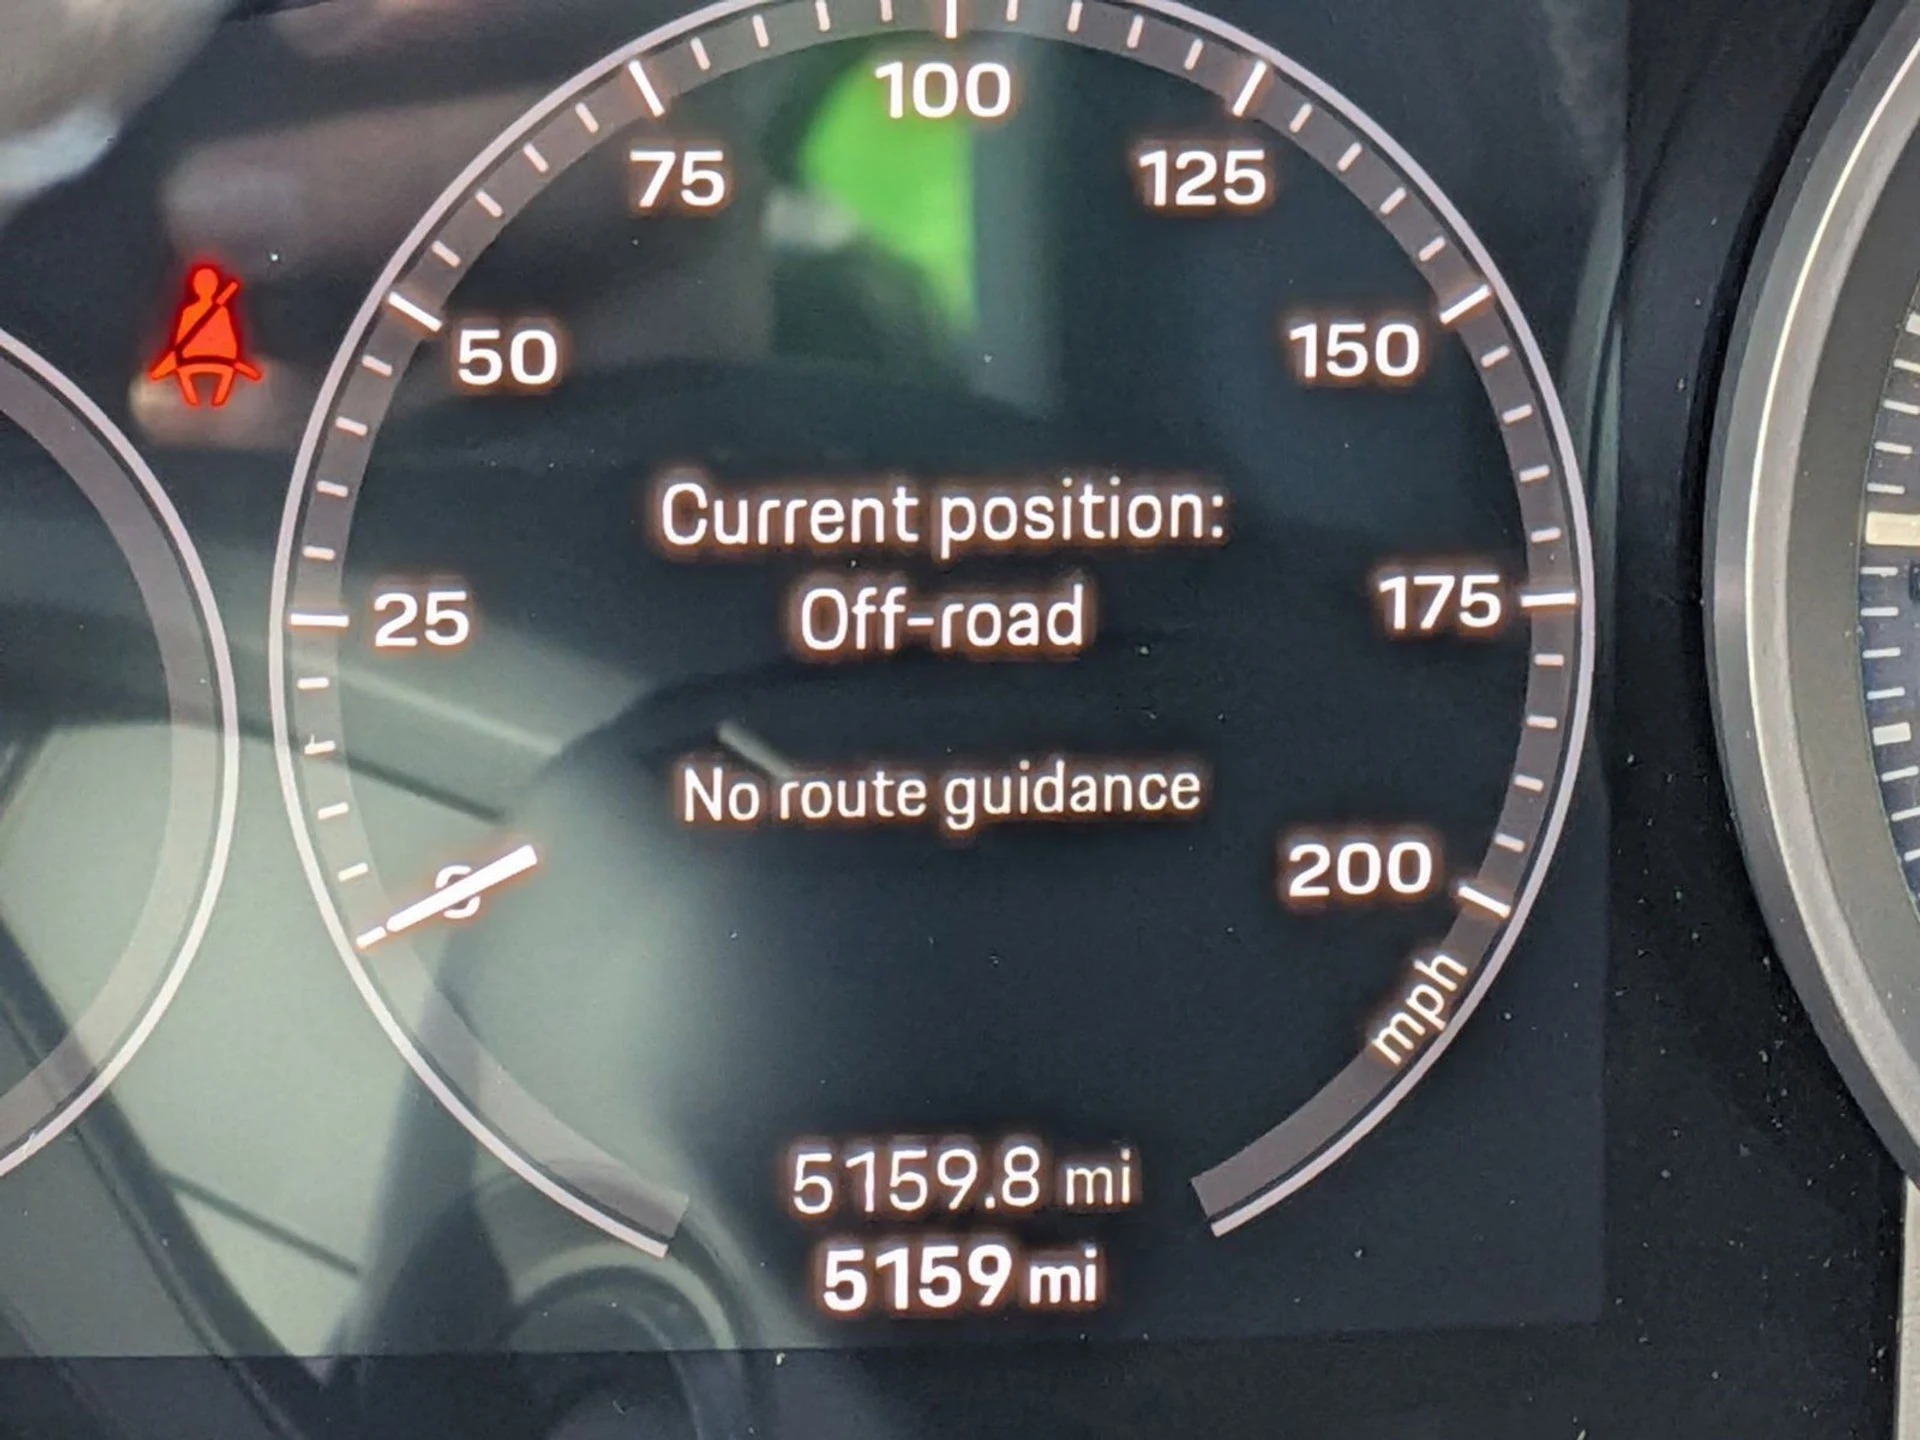 100
75
125
50
150
Current position:
Off-road
25
175
No route guidance
0
200
mph
5159.8 mi
5159 mi